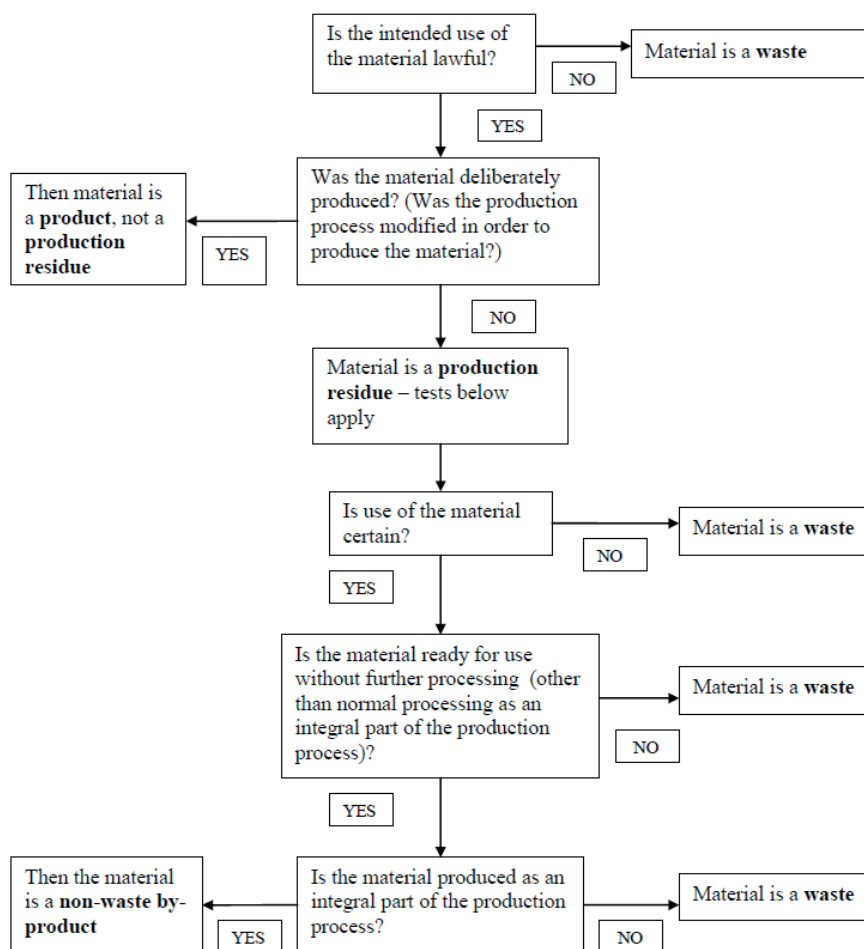 Is the intended use of
the material lawful?
Material is a waste
NO
YES
Was the material deliberately
produced? (Was the production
process modified in order to
produce the material?)
Then material is
a product, not a
production
residue
YES
NO
Material is a production
residue – tests below
apply
Is use of the material
certain?
Material is a waste
NO
YES
Is the material ready for use
without further processing (other
than normal processing as an
integral part of the production
process)?
Material is a waste
NO
YES
Then the material
is a non-waste by-
product
Is the material produced as an
integral part of the production
process?
Material is a waste
YES
NO